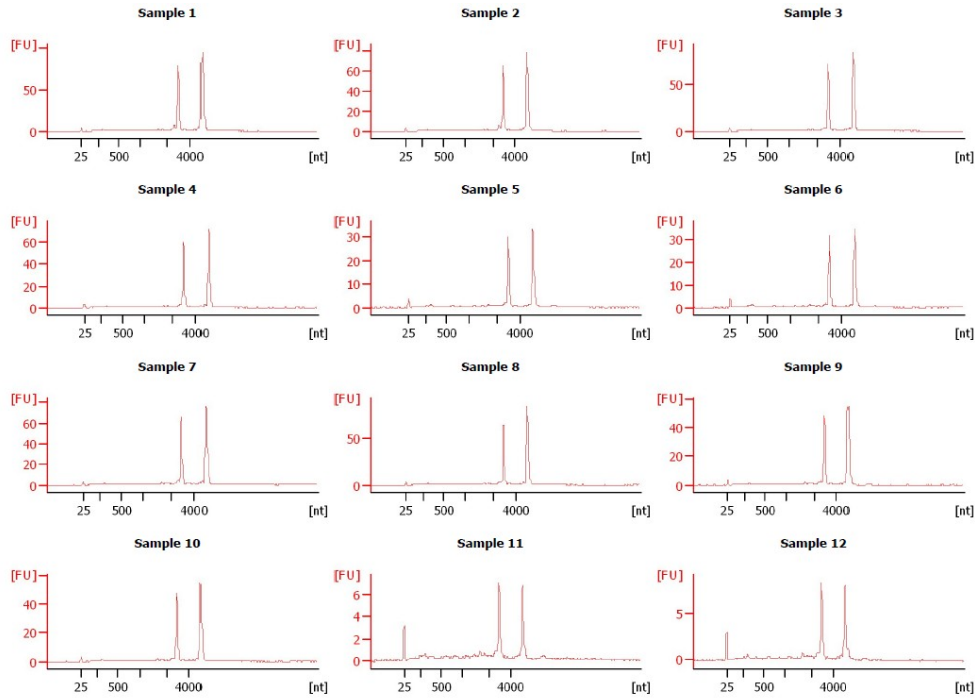 Sample 1 Sample 2 Sample 3
[FU] [FU] [FU]
50 60 50
40
20
0 0 0
25 500 4000 [nt] 25 500 4000 [nt] 25 500 4000 [nt]
Sample 4 Sample 5 Sample 6
[FU] [FU] [FU]
60 30 30
40 20 20
20 10 10
0 0 0
25 500 4000 [nt] 25 500 4000 [nt] 25 500 4000 [nt]
Sample 7 Sample 8 Sample 9
[FU] [FU] [FU]
60 50 40
40 20
20
0 0 0
25 500 4000 [nt] 25 500 4000 [nt] 25 500 4000 [nt]
Sample 10 Sample 11 Sample 12
[FU] [FU] [FU]
40 6 5
20 4
2
0 0 0
25 500 4000 [nt] 25 500 4000 [nt] 25 500 4000 [nt]